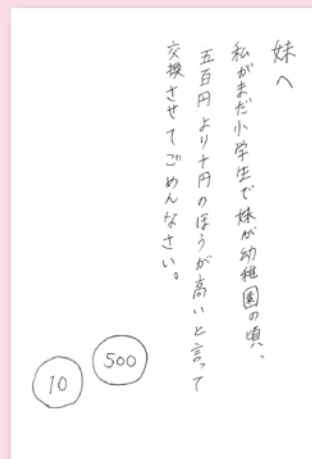 妹へ
私がまだ小学生で妹が幼稚園の頃、
五百円より十円のほうが高いと言って
交換させてごめんなさい。
500
10